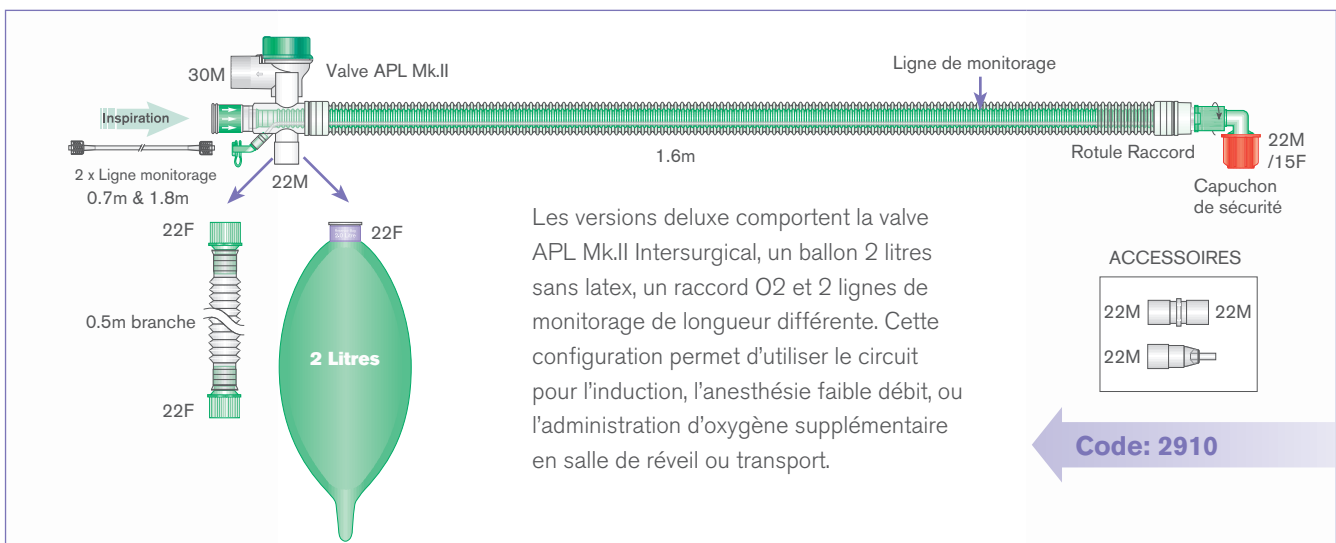 30M
Valve APL Mk.II
Ligne de monitorage
Inspiration
2 x Ligne monitorage
0.7m & 1.8m
22M
1.6m
Rotule Raccord
22M
/15F
Capuchon
de sécurité
22F
22F
0.5m branche
22F
2 Litres
Les versions deluxe comportent la valve
APL Mk.II Intersurgical, un ballon 2 litres
sans latex, un raccord O2 et 2 lignes de
monitorage de longueur différente. Cette
configuration permet d'utiliser le circuit
pour l'induction, l'anesthésie faible débit, ou
l'administration d'oxygène supplémentaire
en salle de réveil ou transport.
ACCESSOIRES
22M 22M
22M
Code: 2910